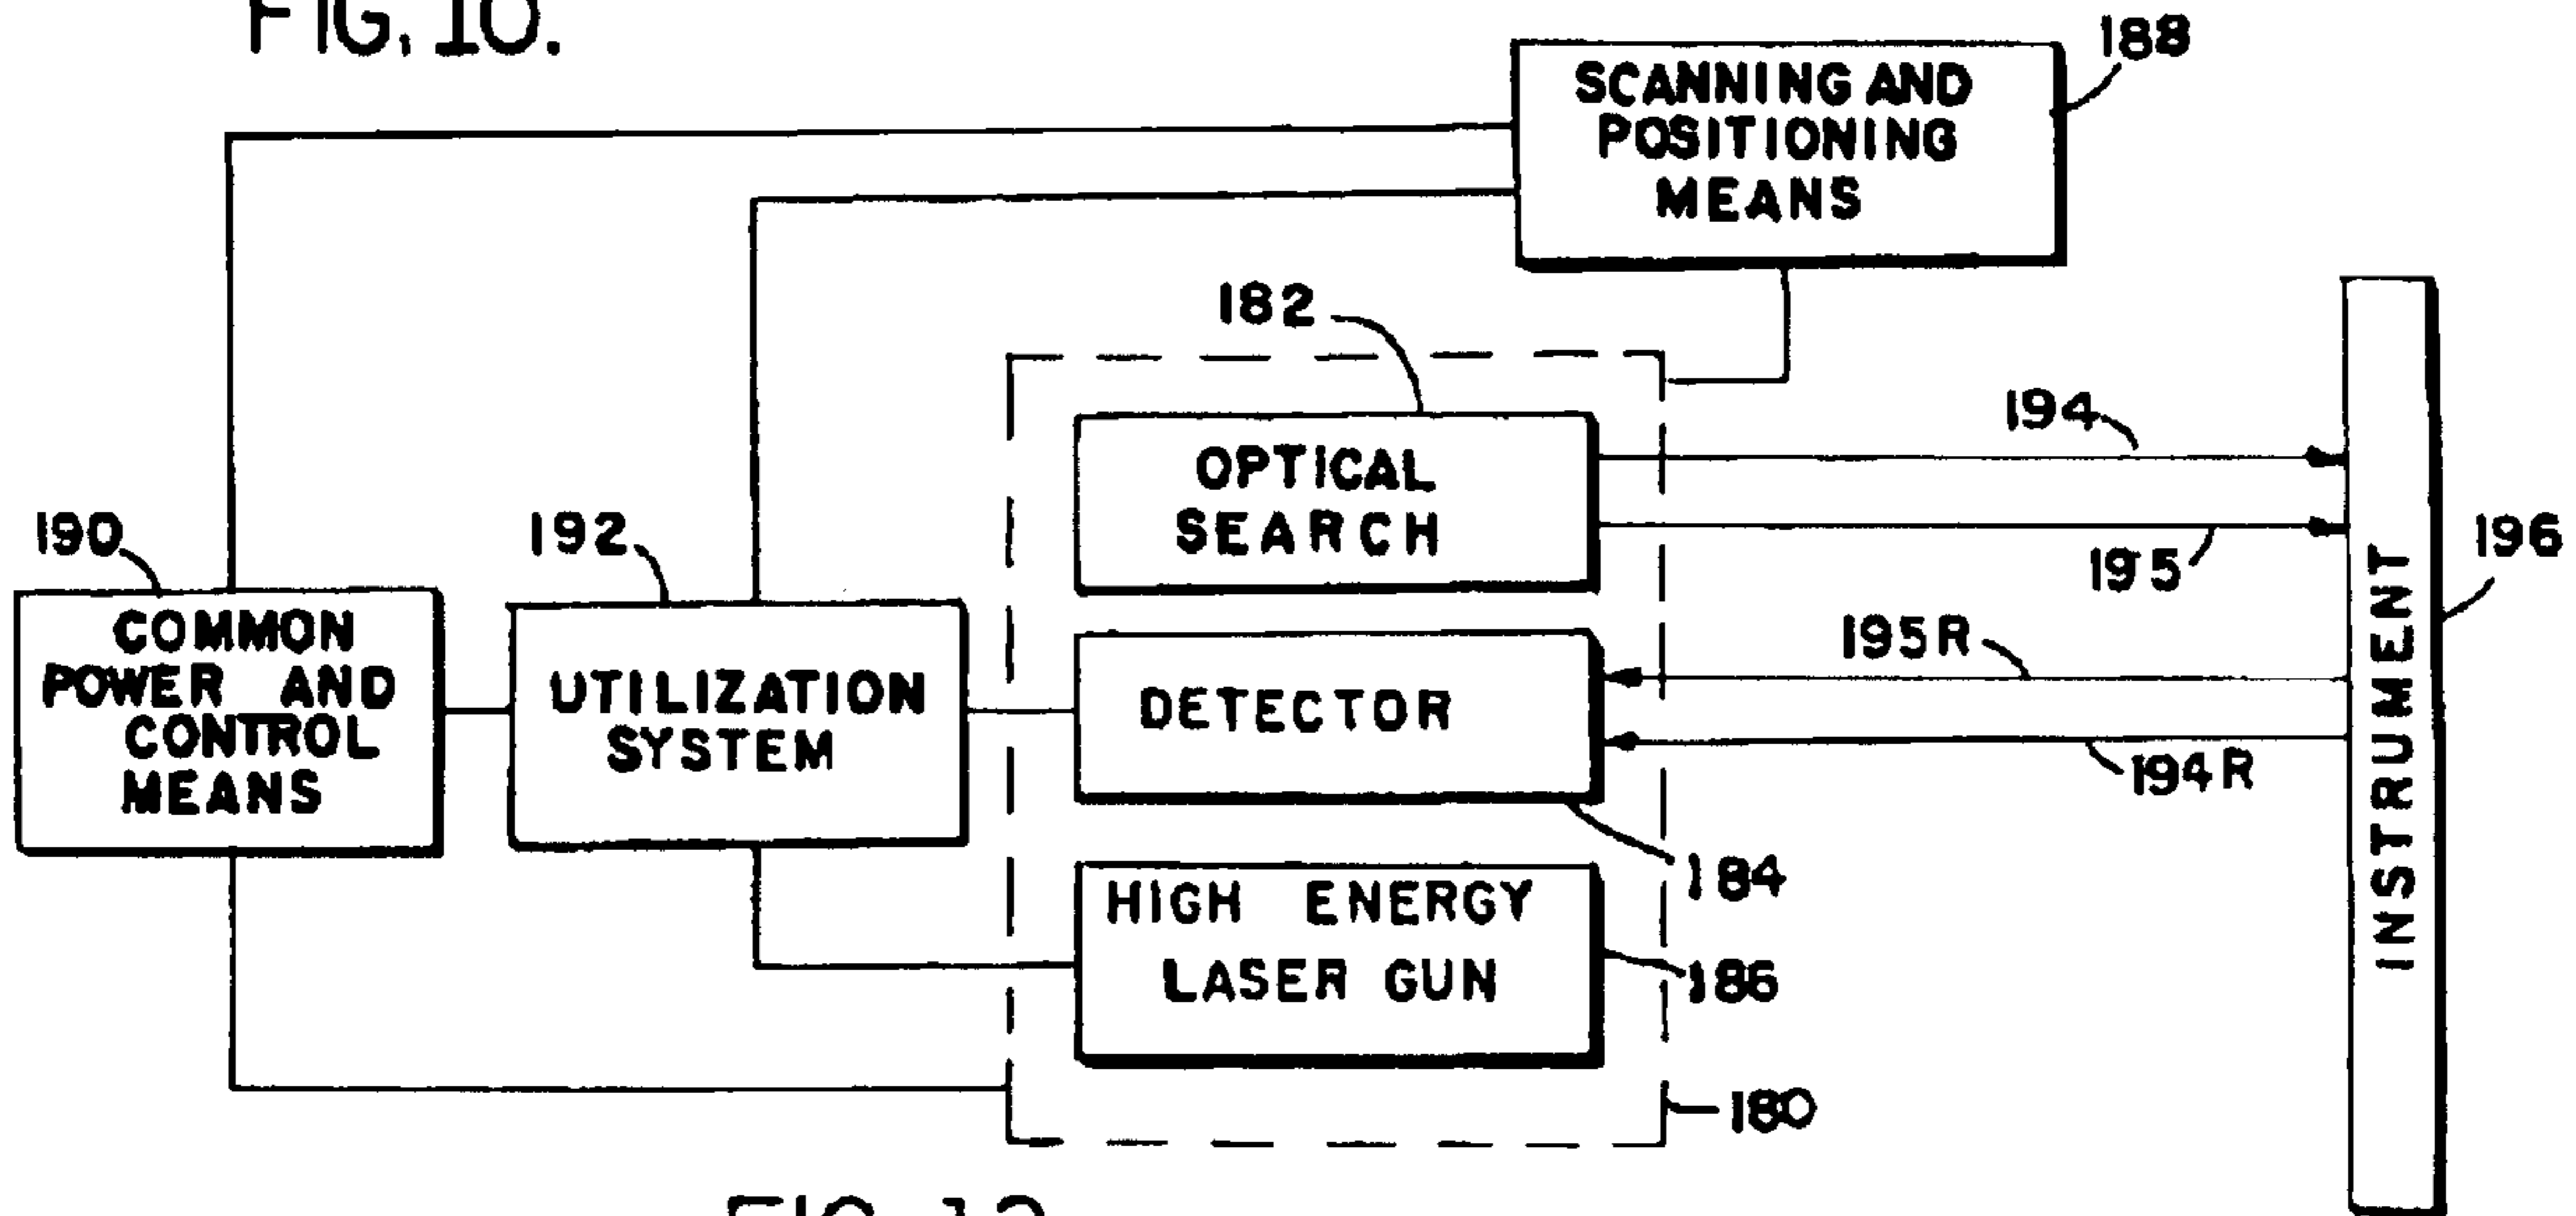 FIG. 10.
188
SCANNING AND
POSITIONING
MEANS
182
194
OPTICAL
SEARCH
195
196
190
192
COMMON
POWER AND
CONTROL
MEANS
UTILIZATION
SYSTEM
195R
DETECTOR
194R
INSTRUMENT
184
HIGH ENERGY
LASER GUN
186
180